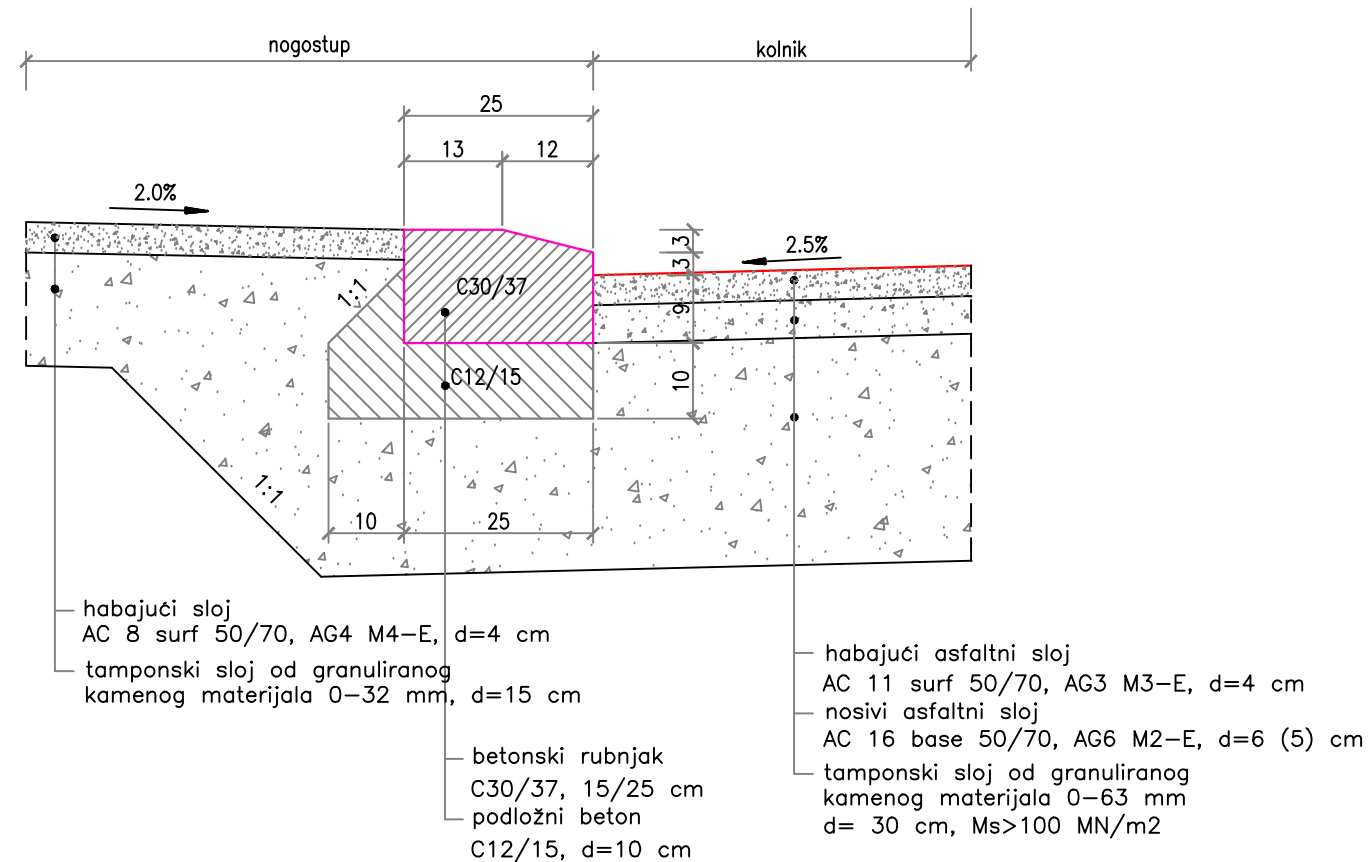 nogostup
kolnik
25
13
12
2.0%
2.5%
3
3
9
10
1:1
C30/37
C12/15
1:1
10
25
habajući sloj
AC 8 surf 50/70, AG4 M4-E, d=4 cm
tamponski sloj od granuliranog
kamenog materijala 0-32 mm, d=15 cm
betonski rubnjak
C30/37, 15/25 cm
podložni beton
C12/15, d=10 cm
habajući asfaltni sloj
AC 11 surf 50/70, AG3 M3-E, d=4 cm
nosivi asfaltni sloj
AC 16 base 50/70, AG6 M2-E, d=6 (5) cm
tamponski sloj od granuliranog
kamenog materijala 0-63 mm
d= 30 cm, Ms>100 MN/m2